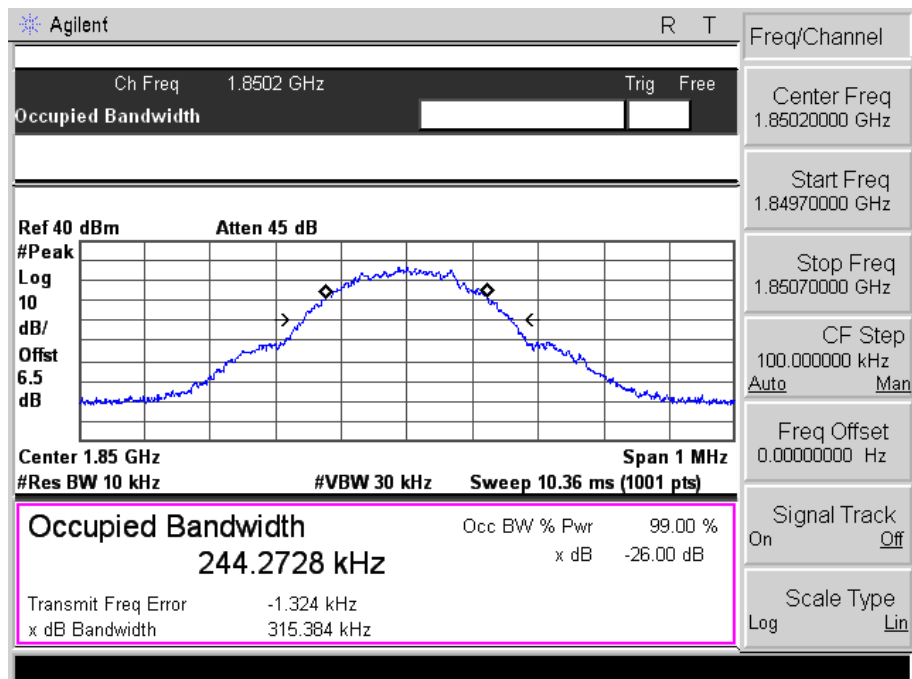 Agilent R T
Ch Freq 1.8502 GHz Trig Free
Occupied Bandwidth
Ref 40 dBm Atten 45 dB
#Peak
Log
10
dB/
Offst
6.5
dB
Center 1.85 GHz Span 1 MHz
#Res BW 10 kHz #VBW 30 kHz Sweep 10.36 ms (1001 pts)
Occupied Bandwidth Occ BW % Pwr 99.00 %
244.2728 kHz x dB -26.00 dB
Transmit Freq Error -1.324 kHz
x dB Bandwidth 315.384 kHz
Freq/Channel
Center Freq
1.85020000 GHz
Start Freq
1.84970000 GHz
Stop Freq
1.85070000 GHz
CF Step
100.000000 kHz
Auto Man
Freq Offset
0.00000000 Hz
Signal Track
On Off
Scale Type
Log Lin